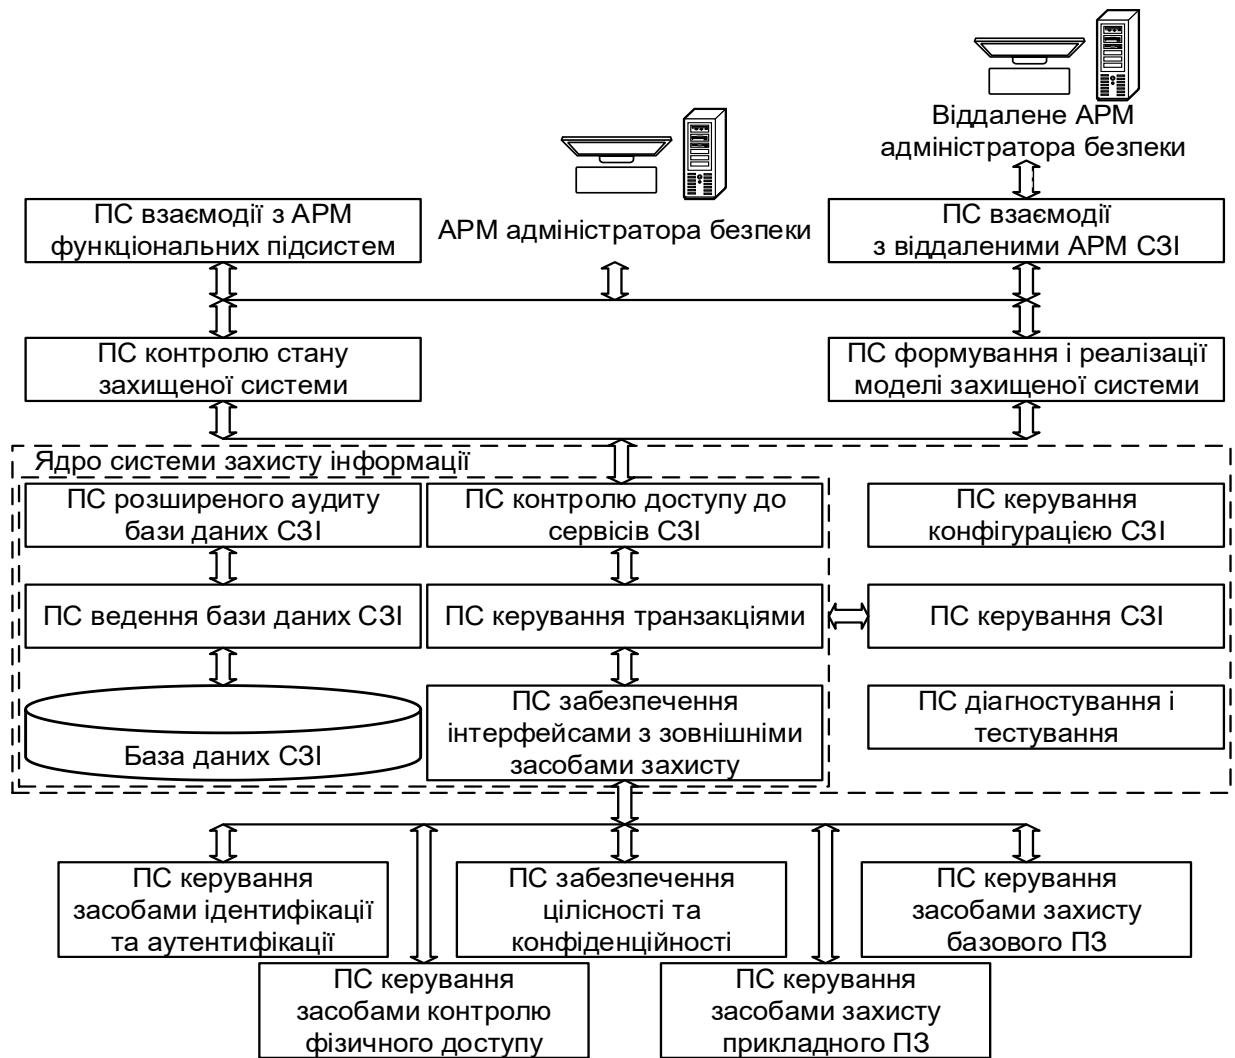 Віддалене АРМ
адміністратора безпеки
АРМ адміністратора безпеки
ПС взаємодії з АРМ
функціональних підсистем
ПС взаємодії
з віддаленими АРМ СЗІ
ПС контролю стану
захищеної системи
ПС формування і реалізації
моделі захищеної системи
Ядро системи захисту інформації
ПС розширеного аудиту
бази даних СЗІ
ПС контролю доступу до
сервісів СЗІ
ПС керування
конфігурацією СЗІ
ПС ведення бази даних СЗІ
ПС керування транзакціями
ПС керування СЗІ
База даних СЗІ
ПС забезпечення
інтерфейсами з зовнішніми
засобами захисту
ПС діагностування і
тестування
ПС керування
засобами ідентифікації
та аутентифікації
ПС забезпечення
цілісності та
конфіденційності
ПС керування
засобами захисту
базового ПЗ
ПС керування
засобами контролю
фізичного доступу
ПС керування
засобами захисту
прикладного ПЗ